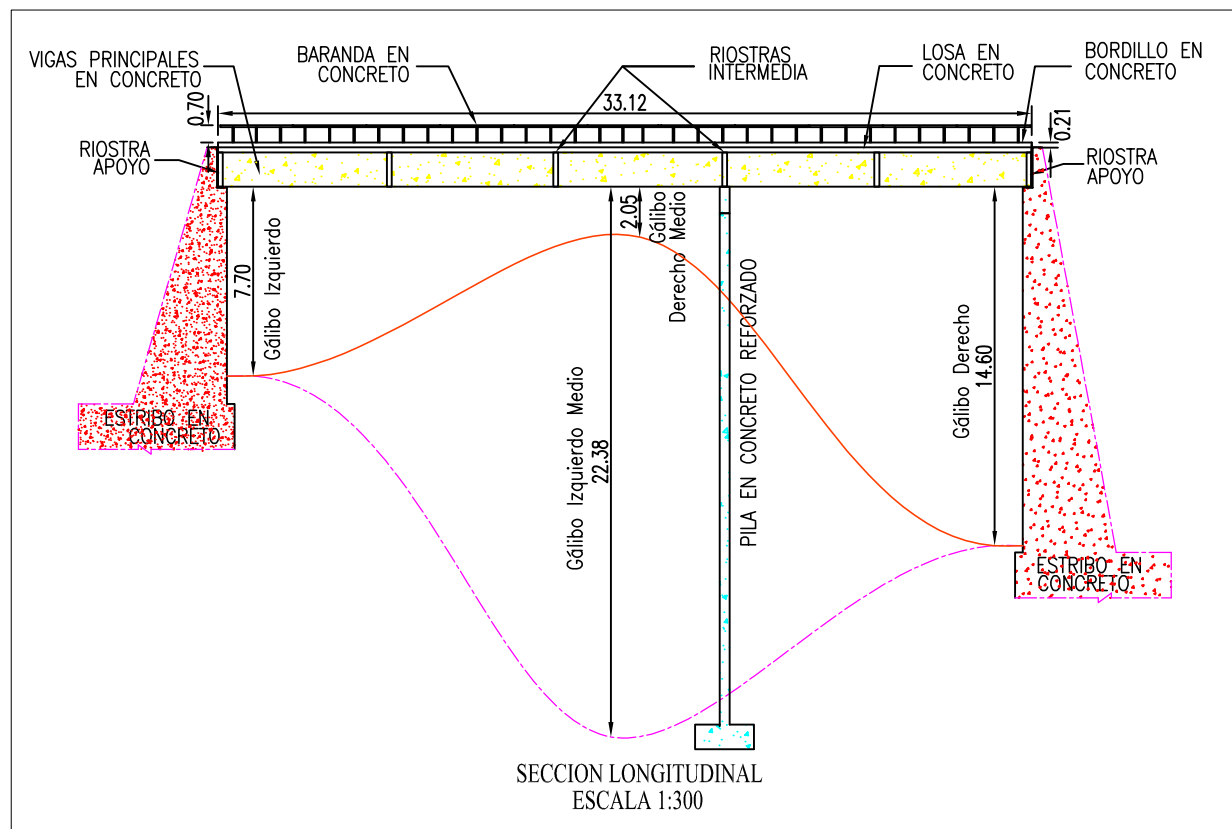 VIGAS PRINCIPALES
EN CONCRETO
BARANDA EN
CONCRETO
RIOSTRAS
INTERMEDIA
LOSA EN
CONCRETO
BORDILLO EN
CONCRETO
0.70
33.12
0.21
RIOSTRA
APOYO
RIOSTRA
APOYO
7.70
Gálibo Izquierdo
2.05
Gálibo
Derecho Medio
Gálibo Izquierdo Medio
22.38
PILA EN CONCRETO REFORZADO
Gálibo Derecho
14.60
ESTRIBO EN
CONCRETO
ESTRIBO EN
CONCRETO
SECCION LONGITUDINAL
ESCALA 1:300